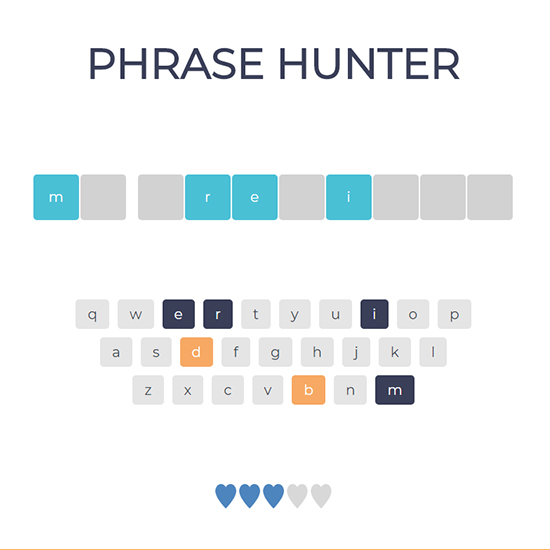 PHRASE HUNTER
m r e i
q w e r t y u i o p
a s d f g h j k l
z x c v b n m